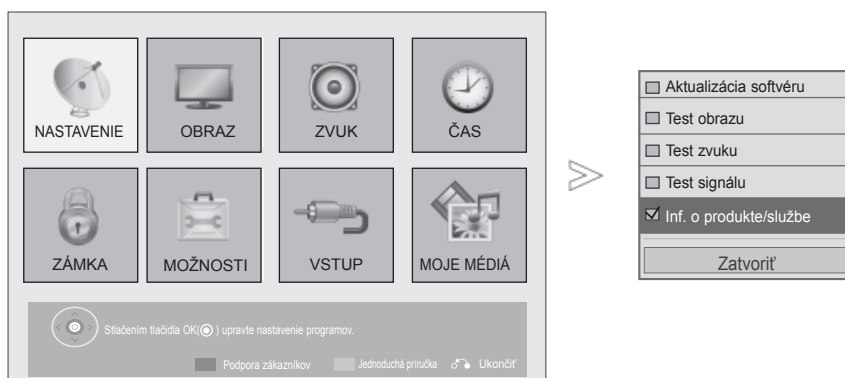 NASTAVENIE
OBRAZ
ZVUK
ČAS
ZÁMKA
MOŽNOSTI
VSTUP
MOJE MÉDIÁ
Stlačením tlačidla OK( ) upravte nastavenie programov.
Podpora zákazníkov Jednoduchá príručka Ukončiť
Aktualizácia softvéru
Test obrazu
Test zvuku
Test signálu
Inf. o produkte/službe
Zatvoriť